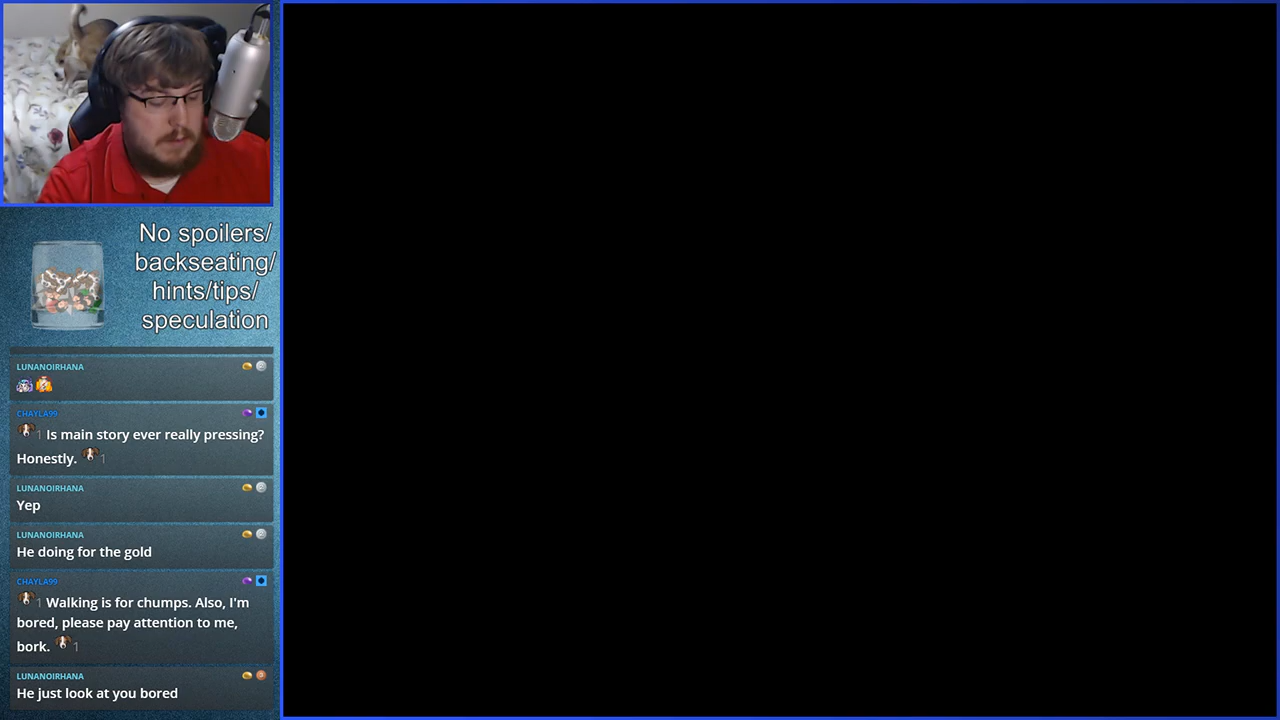 No spoilers/
backseating/
hints/tips/
speculation
LUNANOIRHANA
CHAYLA99
1 Is main story ever really pressing?
Honestly. 1
LUNANOIRHANA
Yep
LUNANOIRHANA
He doing for the gold
CHAYLA99
1 Walking is for chumps. Also, I'm
bored, please pay attention to me,
bork. 1
LUNANOIRHANA
He just look at you bored